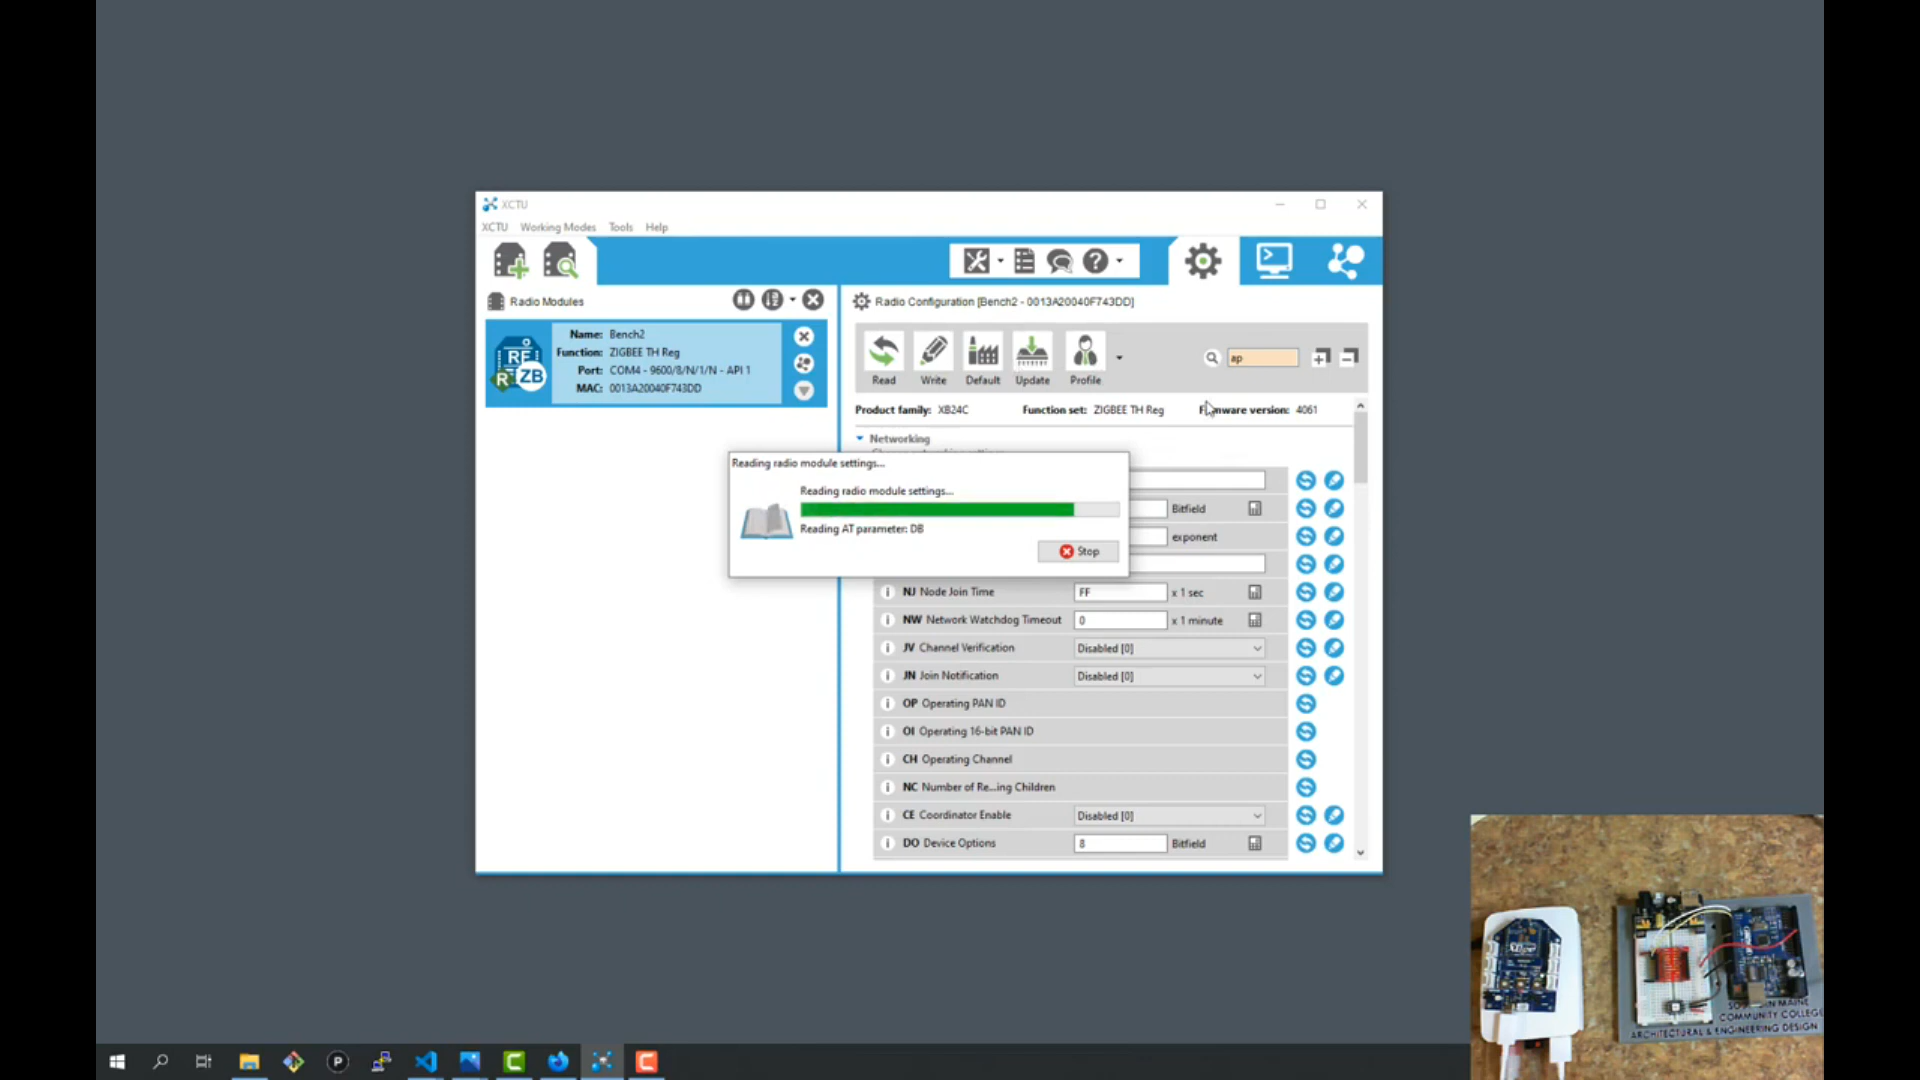 XCTU
XCTU Working Modes Tools Help
Radio Modules
Name: Bench2
Function: ZIGBEE TH Reg
Port: COM4 - 9600/8/N/1/N - API 1
MAC: 0013A20040F743DD
RF
R ZB
Radio Configuration [Bench2 - 0013A20040F743DD]
Read Write Default Update Profile
ap
Product family: XB24C Function set: ZIGBEE TH Reg Firmware version: 4061
Networking
Reading radio module settings...
Reading radio module settings...
Reading AT parameter: DB
Stop
Bitfield
exponent
NJ Node Join Time FF x 1 sec
NW Network Watchdog Timeout 0 x 1 minute
JV Channel Verification Disabled [0]
JN Join Notification Disabled [0]
OP Operating PAN ID
OI Operating 16-bit PAN ID
CH Operating Channel
NC Number of Re...ing Children
CE Coordinator Enable Disabled [0]
DO Device Options 8 Bitfield
MAINE
COMMUNITY COLLEGE
ARCHITECTURAL & ENGINEERING DESIGN